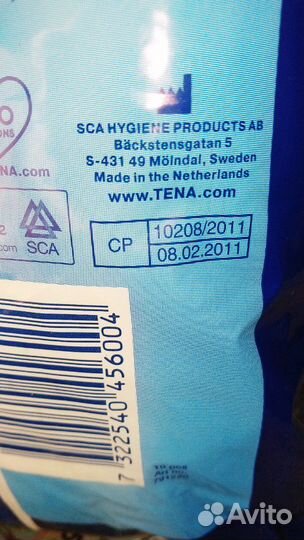 SCA HYGIENE PRODUCTS AB
Bäckstensgatan 5
S-431 49 Mölndal, Sweden
Made in the Netherlands
www.TENA.com
NA.com
SCA
CP
10208/2011
08.02.2011
7 322540 456004
Avito